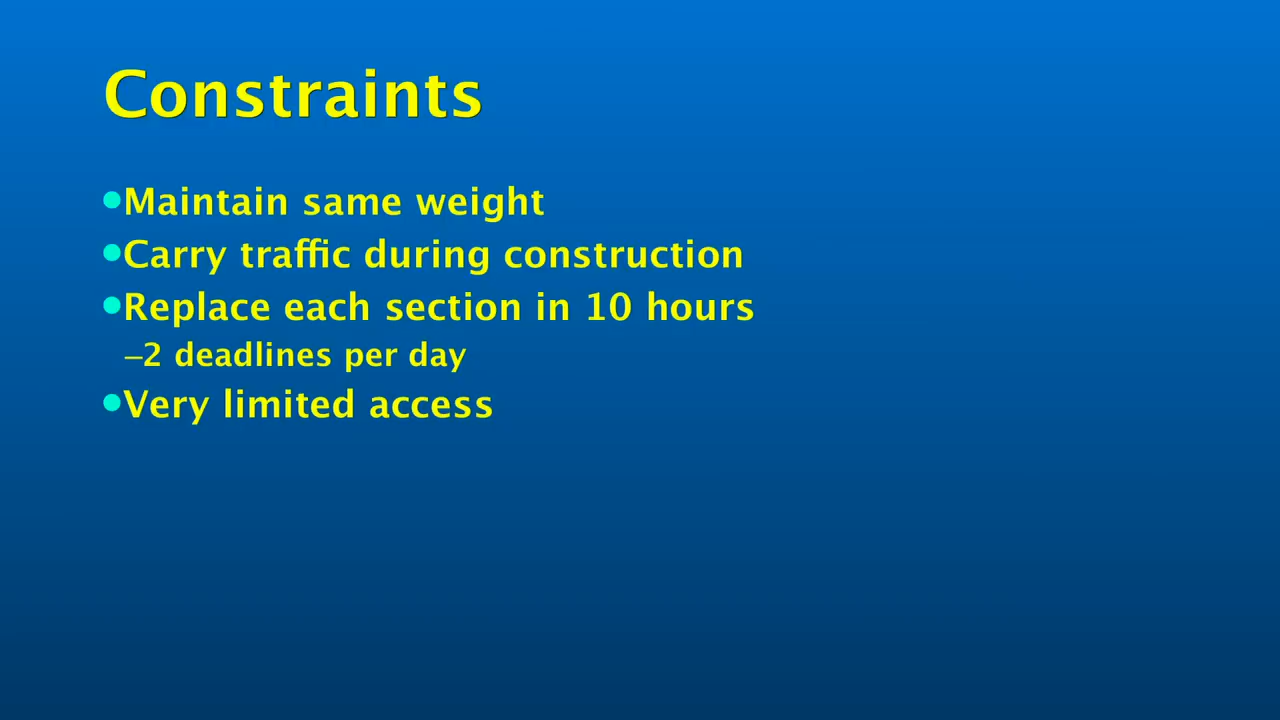 Constraints
•Maintain same weight
•Carry traffic during construction
•Replace each section in 10 hours
–2 deadlines per day
•Very limited access